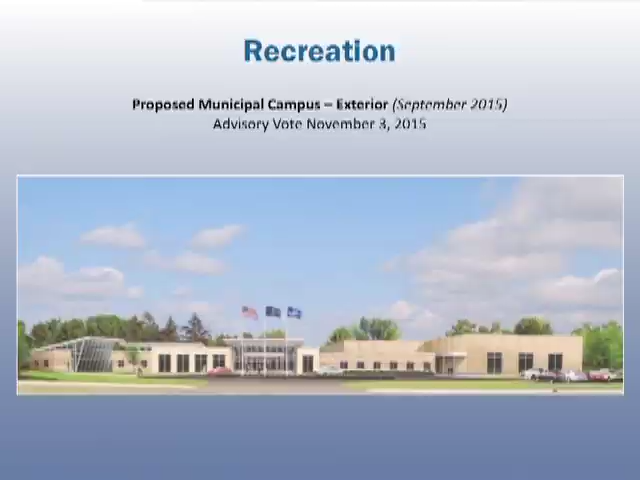 Recreation
Proposed Municipal Campus – Exterior (September 2015)
Advisory Vote November 3, 2015